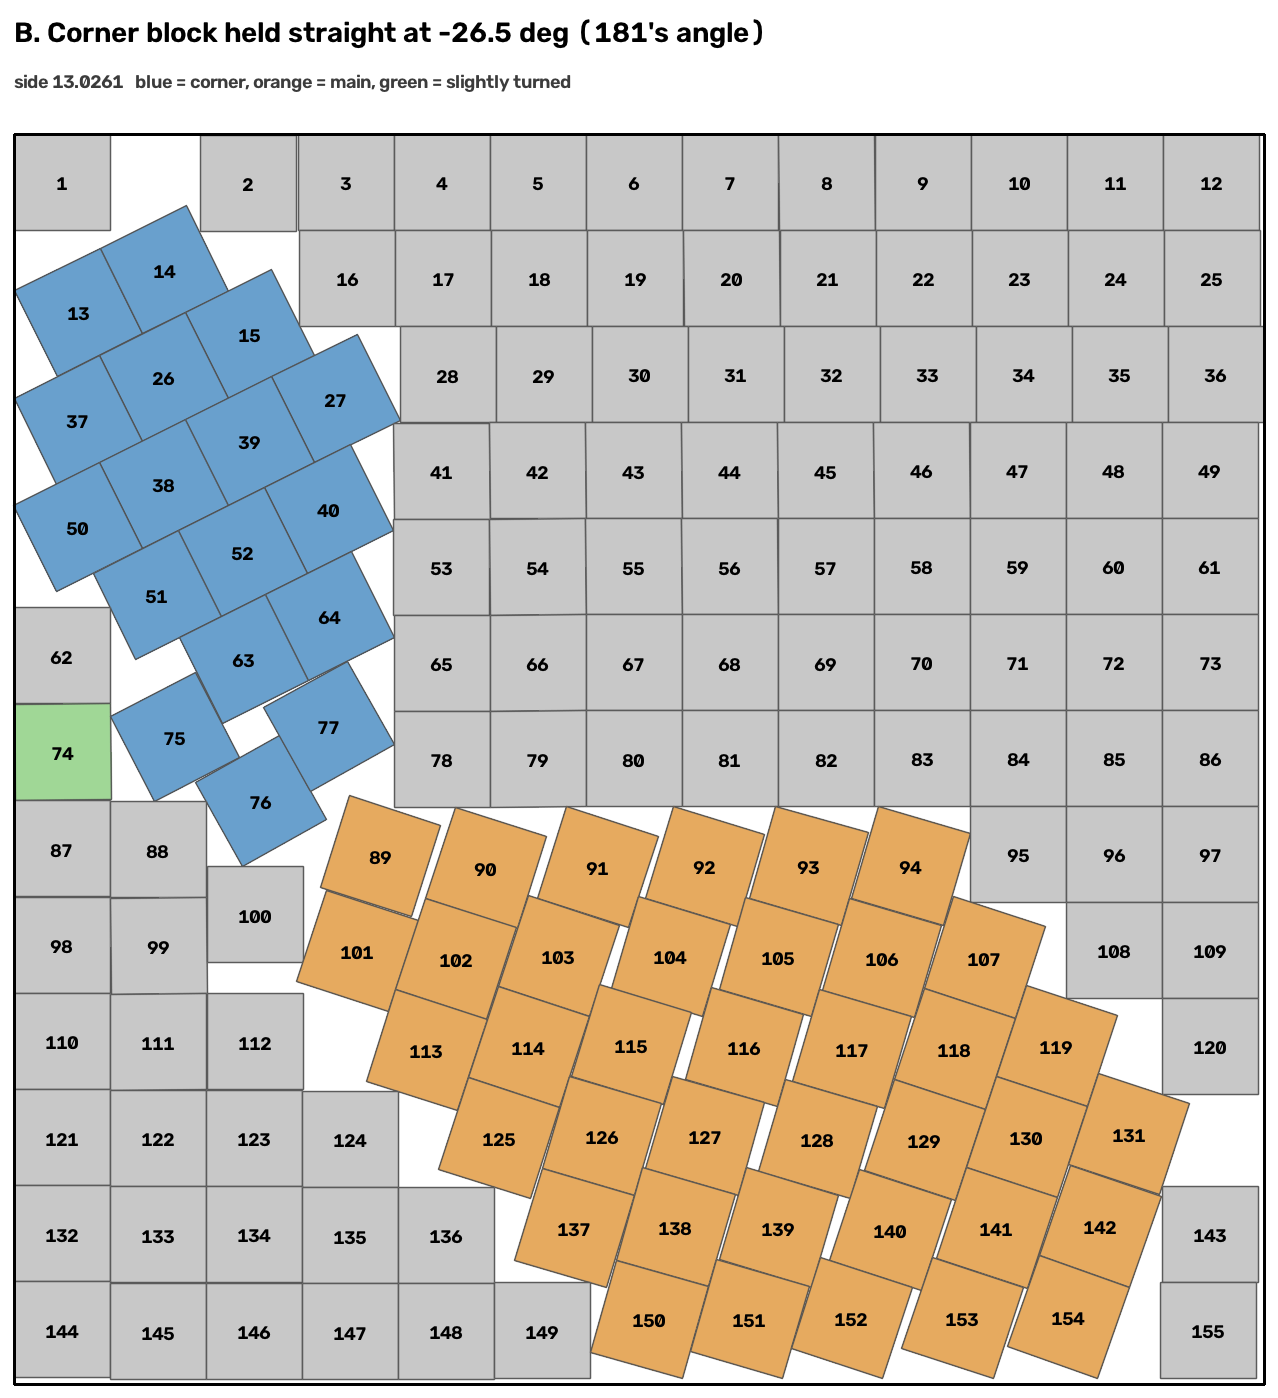 B. Corner block held straight at -26.5 deg (181's angle)
side 13.0261 blue = corner, orange = main, green = slightly turned
1 2 3 4 5 6 7 8 9 10 11 12
13 14 15 16 17 18 19 20 21 22 23 24 25
26 27 28 29 30 31 32 33 34 35 36
37 38 39 40 41 42 43 44 45 46 47 48 49
50 51 52 53 54 55 56 57 58 59 60 61
62 63 64 65 66 67 68 69 70 71 72 73
74 75 76 77 78 79 80 81 82 83 84 85 86
87 88 89 90 91 92 93 94 95 96 97
98 99 100 101 102 103 104 105 106 107 108 109
110 111 112 113 114 115 116 117 118 119 120
121 122 123 124 125 126 127 128 129 130 131
132 133 134 135 136 137 138 139 140 141 142 143
144 145 146 147 148 149 150 151 152 153 154 155